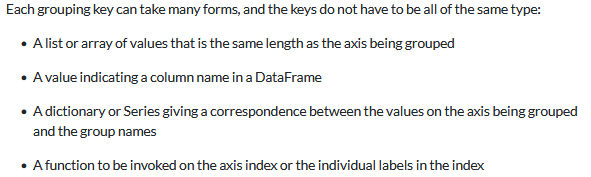 Each grouping key can take many forms, and the keys do not have to be all of the same type:
• A list or array of values that is the same length as the axis being grouped
• A value indicating a column name in a DataFrame
• A dictionary or Series giving a correspondence between the values on the axis being grouped
and the group names
• A function to be invoked on the axis index or the individual labels in the index